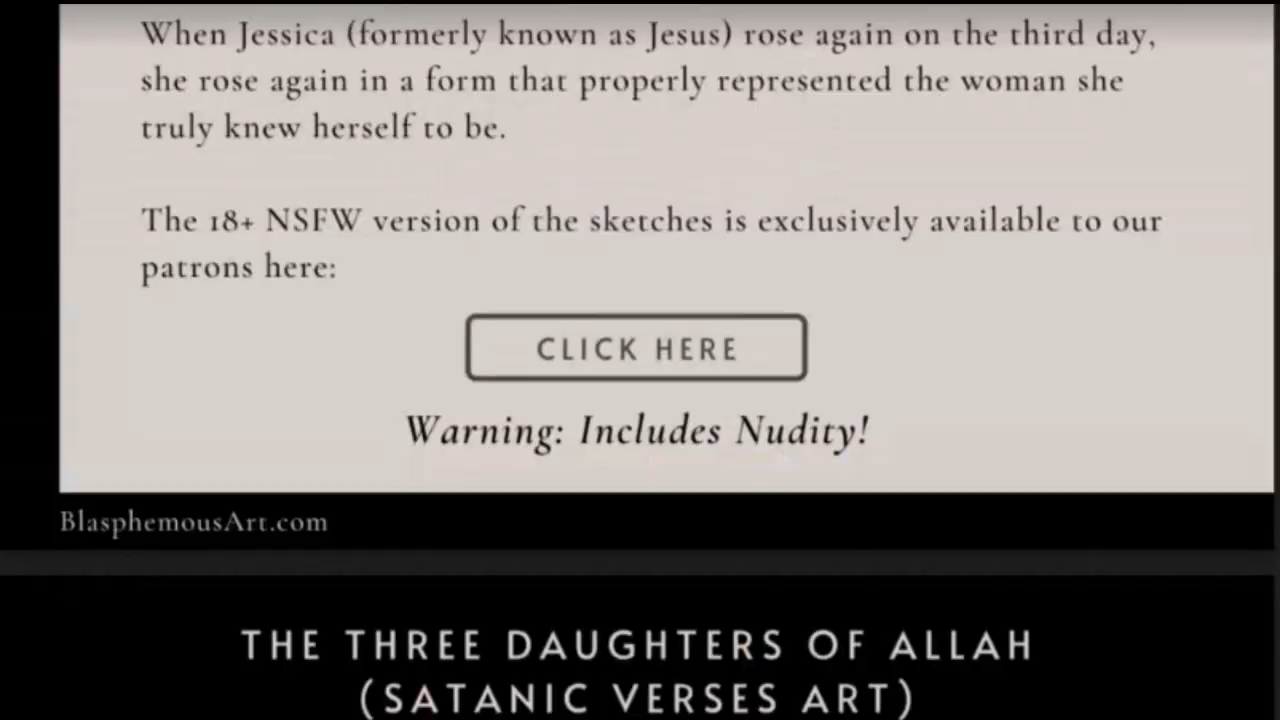 When Jessica (formerly known as Jesus) rose again on the third day,
she rose again in a form that properly represented the woman she
truly knew herself to be.
The 18+ NSFW version of the sketches is exclusively available to our
patrons here:
CLICK HERE
Warning: Includes Nudity!
BlasphemousArt.com
THE THREE DAUGHTERS OF ALLAH
(SATANIC VERSES ART)